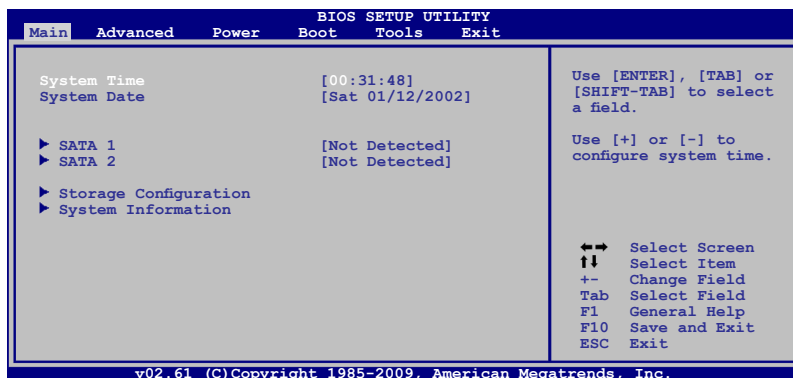 BIOS SETUP UTILITY
Main Advanced Power Boot Tools Exit
System Time [00:31:48]
System Date [Sat 01/12/2002]
SATA 1 [Not Detected]
SATA 2 [Not Detected]
Storage Configuration
System Information
Use [ENTER], [TAB] or
[SHIFT-TAB] to select
a field.
Use [+] or [-] to
configure system time.
←→ Select Screen
↑↓ Select Item
+- Change Field
Tab Select Field
F1 General Help
F10 Save and Exit
ESC Exit
v02.61 (C)Copyright 1985-2009, American Megatrends, Inc.